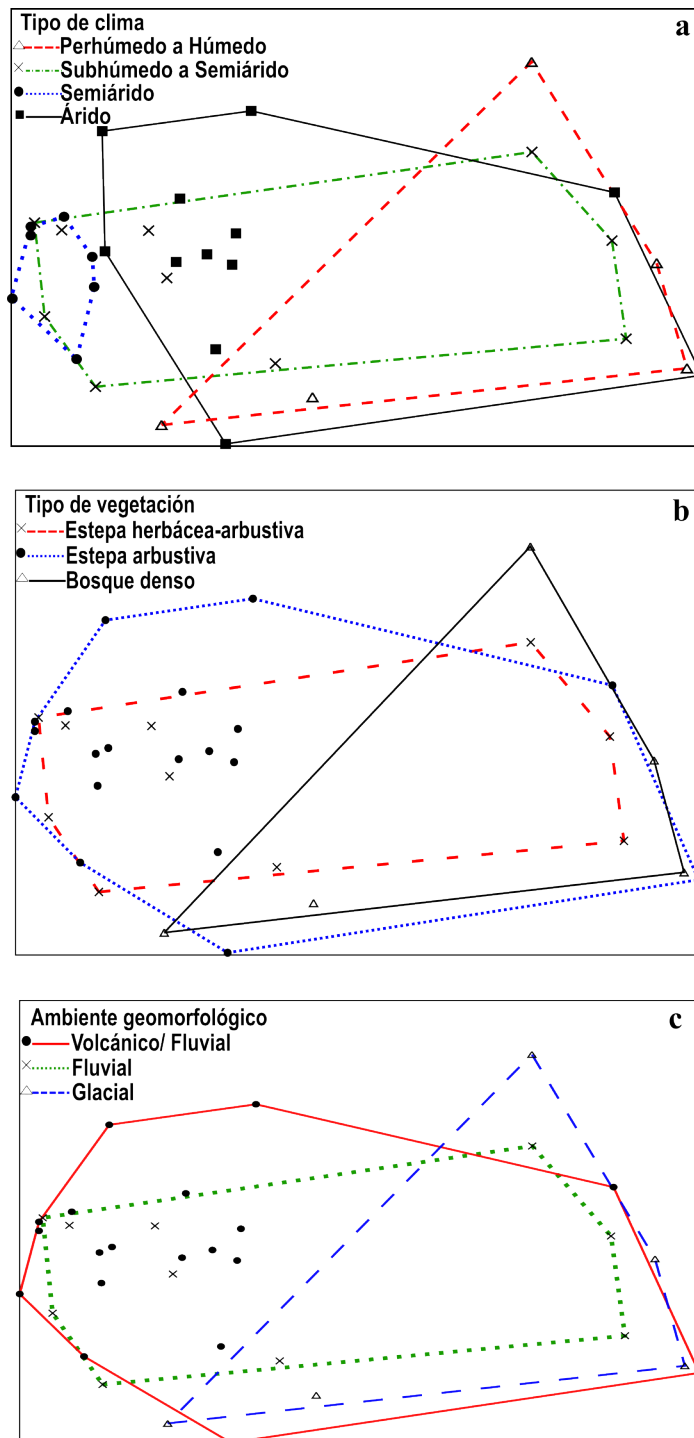 Tipo de clima
a
Perhúmedo a Húmedo
Subhúmedo a Semiárido
Semiárido
Árido
Tipo de vegetación
b
Estepa herbácea-arbustiva
Estepa arbustiva
Bosque denso
Ambiente geomorfológico
c
Volcánico/ Fluvial
Fluvial
Glacial